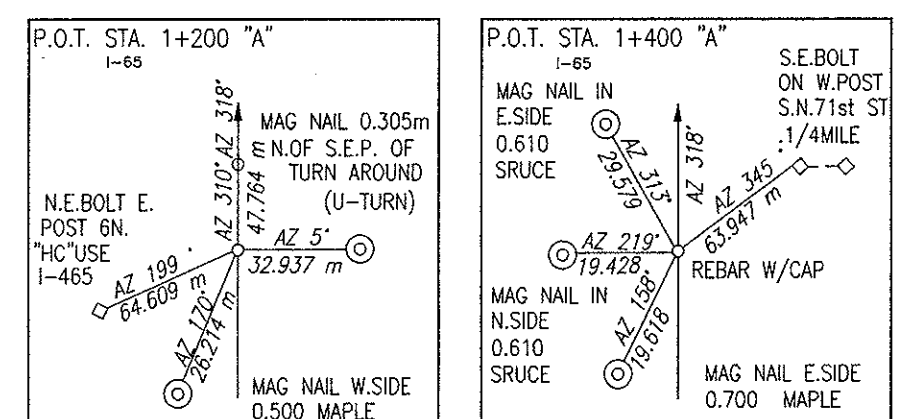 P.O.T. STA. 1+200 "A"
I-65
AZ 318°
AZ 310°
47.764 m
MAG NAIL 0.305m
N.OF S.E.P. OF
TURN AROUND
(U-TURN)
N.E.BOLT E.
POST 6N.
"HC"USE
I-465
AZ 199°
64.609 m
AZ 5°
32.937 m
AZ 170°
26.214 m
MAG NAIL W.SIDE
0.500 MAPLE
P.O.T. STA. 1+400 "A"
I-65
MAG NAIL IN
E.SIDE
0.610
SRUCE
AZ 313°
29.579
AZ 318°
S.E.BOLT
ON W.POST
S.N.71st ST
1/4MILE
AZ 345°
63.947 m
AZ 219°
19.428
REBAR W/CAP
MAG NAIL IN
N.SIDE
0.610
SRUCE
AZ 158°
19.618
MAG NAIL E.SIDE
0.700 MAPLE